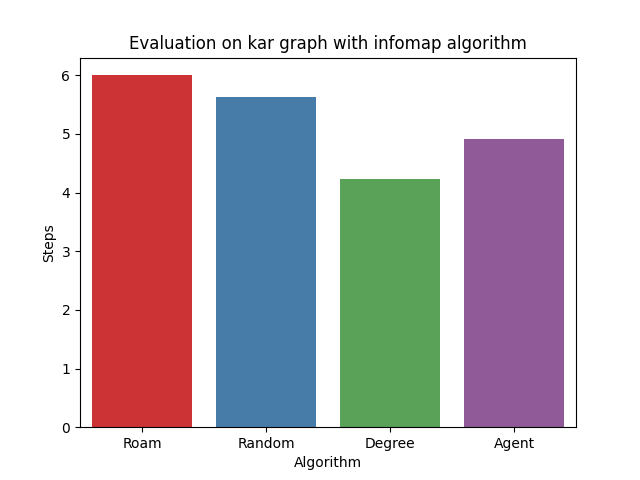 Evaluation on kar graph with infomap algorithm
6
5
4
3
2
1
0
Steps
Roam Random Degree Agent
Algorithm